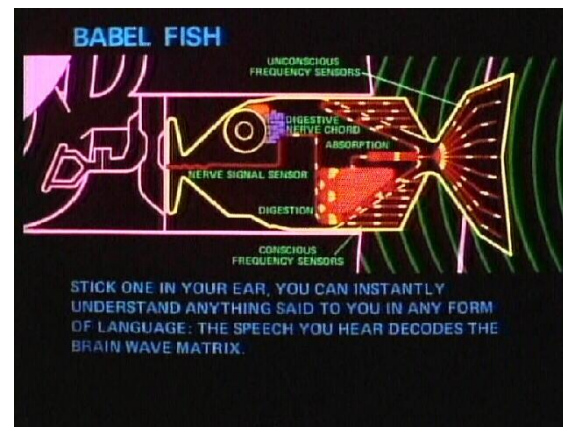 BABEL FISH
UNCONSCIOUS
FREQUENCY SENSORS
DIGESTIVE
NERVE CHORD
ABSORPTION
NERVE SIGNAL SENSOR
DIGESTION
CONSCIOUS
FREQUENCY SENSORS
STICK ONE IN YOUR EAR, YOU CAN INSTANTLY
UNDERSTAND ANYTHING SAID TO YOU IN ANY FORM
OF LANGUAGE: THE SPEECH YOU HEAR DECODES THE
BRAIN WAVE MATRIX.